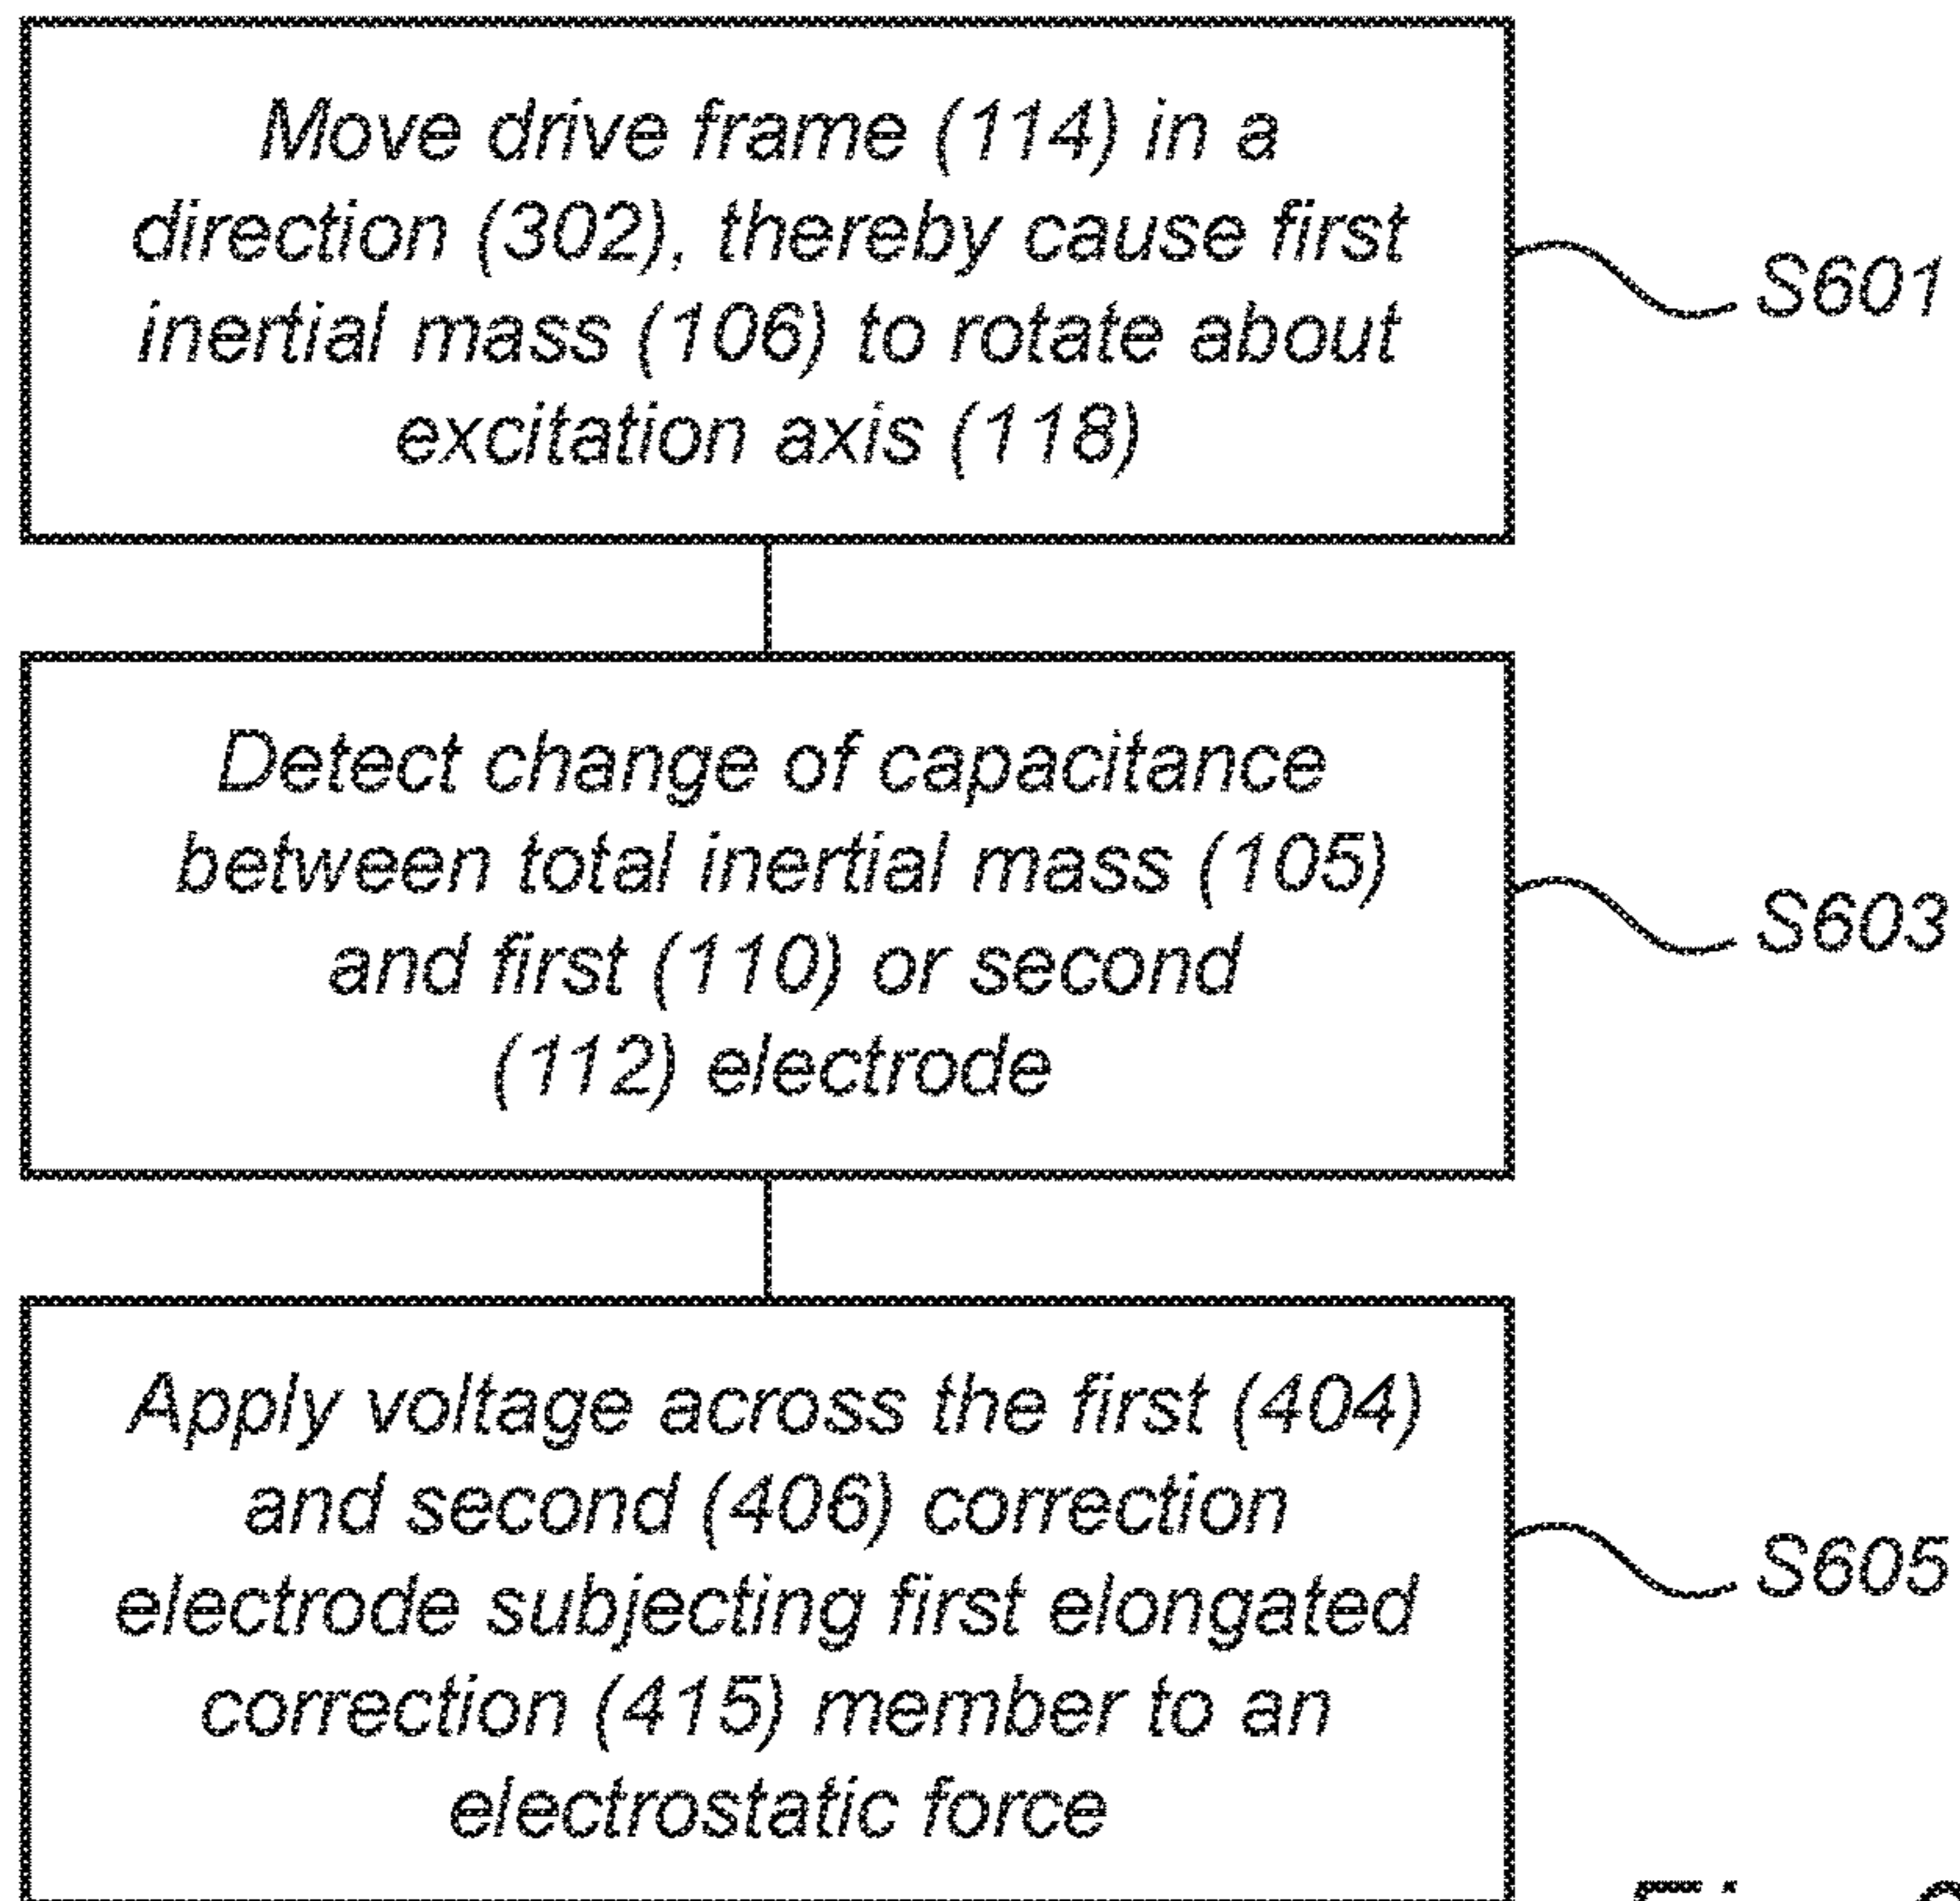 Move drive frame (114) in a
direction (302), thereby cause first
inertial mass (106) to rotate about
excitation axis (118)
S601
Detect change of capacitance
between total inertial mass (105)
and first (110) or second
(112) electrode
S603
Apply voltage across the first (404)
and second (406) correction
electrode subjecting first elongated
correction (415) member to an
electrostatic force
S605